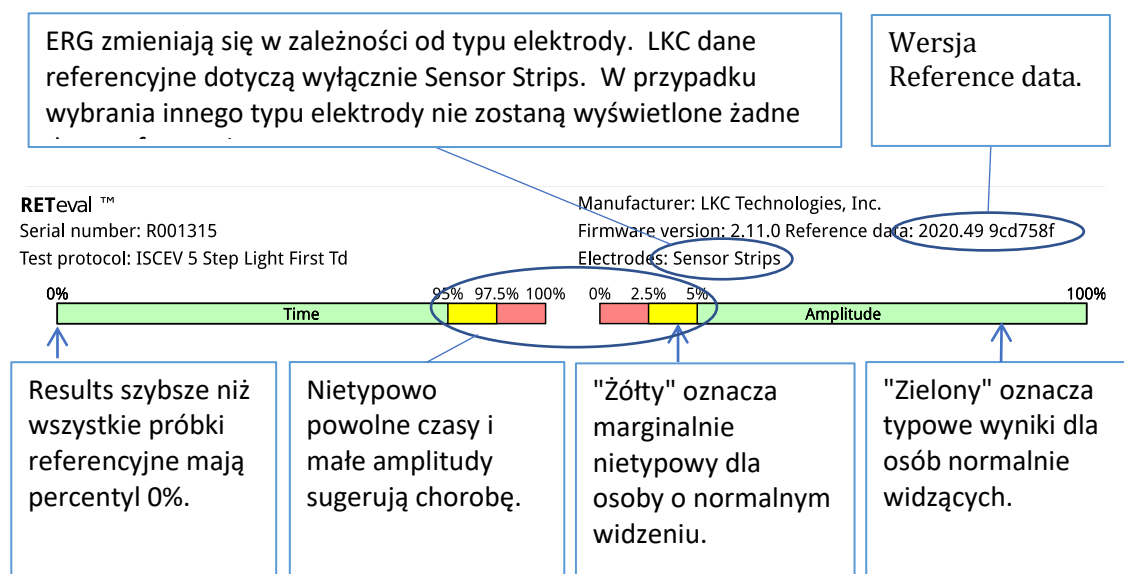 ERG zmieniają się w zależności od typu elektrody.  LKC dane
referencyjne dotyczą wyłącznie Sensor Strips.  W przypadku
wybrania innego typu elektrody nie zostaną wyświetlone żadne
Wersja
Reference data.
RETeval ™
Serial number: R001315
Test protocol: ISCEV 5 Step Light First Td
Manufacturer: LKC Technologies, Inc.
Firmware version: 2.11.0 Reference data: 2020.49 9cd758f
Electrodes: Sensor Strips
0% 95% 97.5% 100%
Time
0% 2.5% 5% 100%
Amplitude
Results szybsze niż
wszystkie próbki
referencyjne mają
percentyl 0%.
Nietypowo
powolne czasy i
małe amplitudy
sugerują chorobę.
"Żółty" oznacza
marginalnie
nietypowy dla
osoby o normalnym
widzeniu.
"Zielony" oznacza
typowe wyniki dla
osób normalnie
widzących.